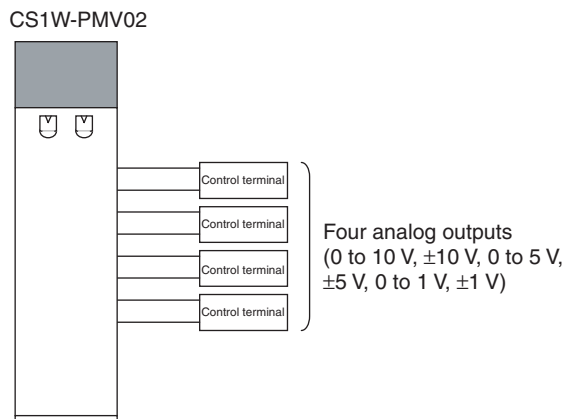 CS1W-PMV02
Control terminal
Control terminal
Control terminal
Control terminal
Four analog outputs
(0 to 10 V, ±10 V, 0 to 5 V,
±5 V, 0 to 1 V, ±1 V)